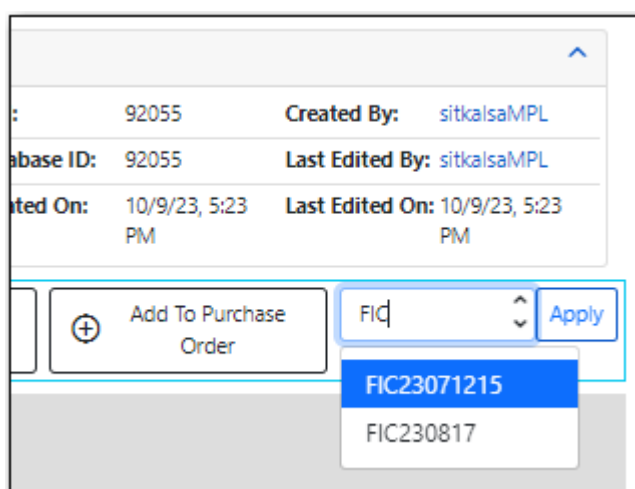 : 92055 Created By: sitkalsaMPL
abase ID: 92055 Last Edited By: sitkalsaMPL
ated On: 10/9/23, 5:23 PM Last Edited On: 10/9/23, 5:23 PM
Add To Purchase
Order
FIC
Apply
FIC23071215
FIC230817